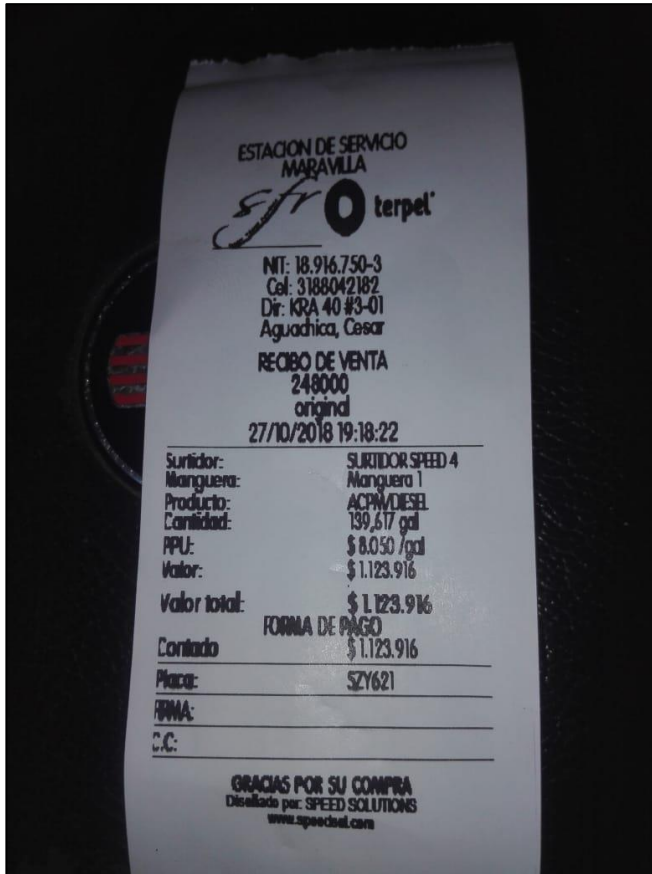 ESTACION DE SERVICIO
MARAVILLA
sfr terpel
NIT: 18.916.750-3
Cel: 3188042182
Dir: KRA 40 #3-01
Aguachica, Cesar
RECIBO DE VENTA
248000
original
27/10/2018 19:18:22
Surtidor: SURTIDOR SPEED 4
Manguera: Manguera 1
Producto: ACPM/DIESEL
Cantidad: 139,617 gal
PPU: $ 8.050 /gal
Valor: $ 1.123.916
Valor total: $ 1.123.916
FORMA DE PAGO
Contado $ 1.123.916
Placa: SZY621
FIRMA:
C.C:
GRACIAS POR SU COMPRA
Diseñado por: SPEED SOLUTIONS
www.speedsol.com